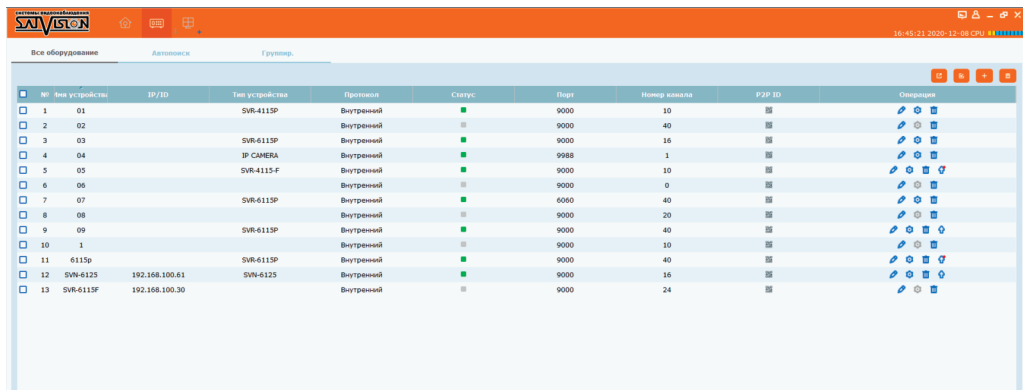 системы видеонаблюдения
SATVISION
16:45:21 2020-12-08 CPU
Все оборудование Автопоиск Группир.
№ Имя устройства IP/ID Тип устройства Протокол Статус Порт Номер канала P2P ID Операция
1 01 SVR-4115P Внутренний 9000 10
2 02 Внутренний 9000 40
3 03 SVR-6115P Внутренний 9000 16
4 04 IP CAMERA Внутренний 9988 1
5 05 SVR-4115-F Внутренний 9000 10
6 06 Внутренний 9000 0
7 07 SVR-6115P Внутренний 6060 40
8 08 Внутренний 9000 20
9 09 SVR-6115P Внутренний 9000 40
10 1 Внутренний 9000 10
11 6115p SVR-6115P Внутренний 9000 40
12 SVN-6125 192.168.100.61 SVN-6125 Внутренний 9000 16
13 SVR-6115F 192.168.100.30 Внутренний 9000 24